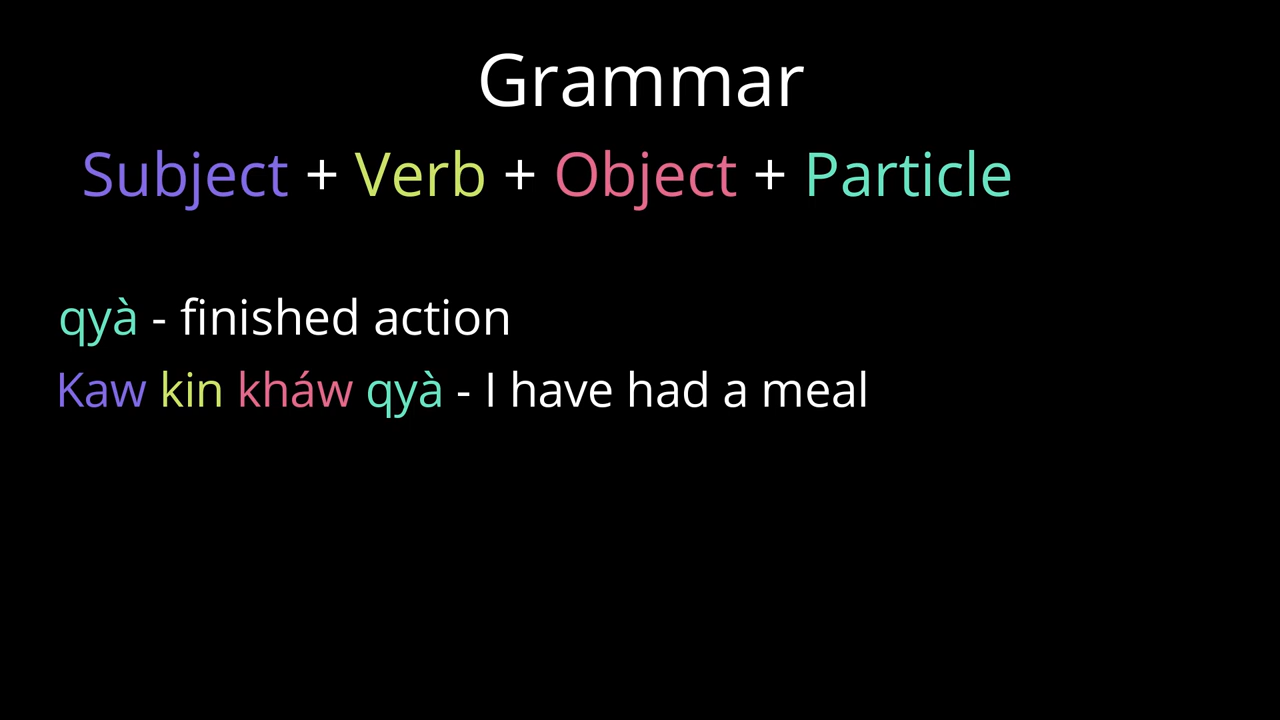 Grammar
Subject + Verb + Object + Particle
qyà - finished action
Kaw kin kháw qyà - I have had a meal